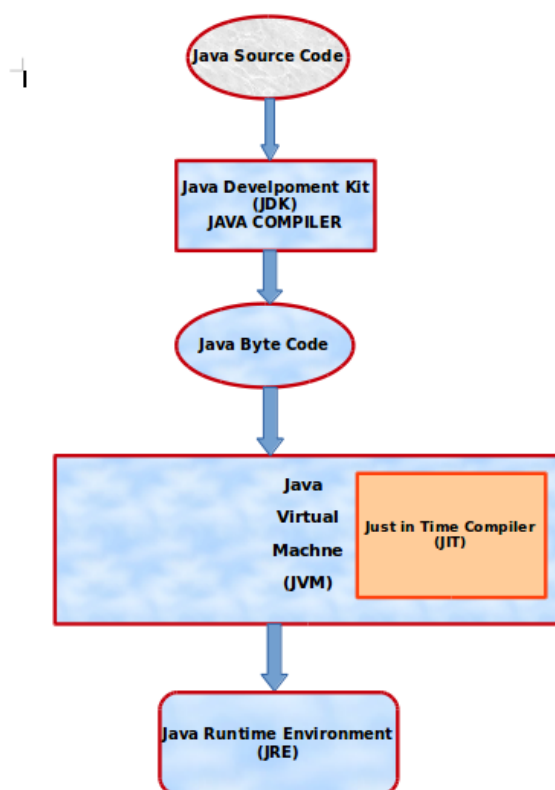 Java Source Code
Java Develpoment Kit
(JDK)
JAVA COMPILER
Java Byte Code
Java
Virtual
Machne
(JVM)
Just in Time Compiler
(JIT)
Java Runtime Environment
(JRE)